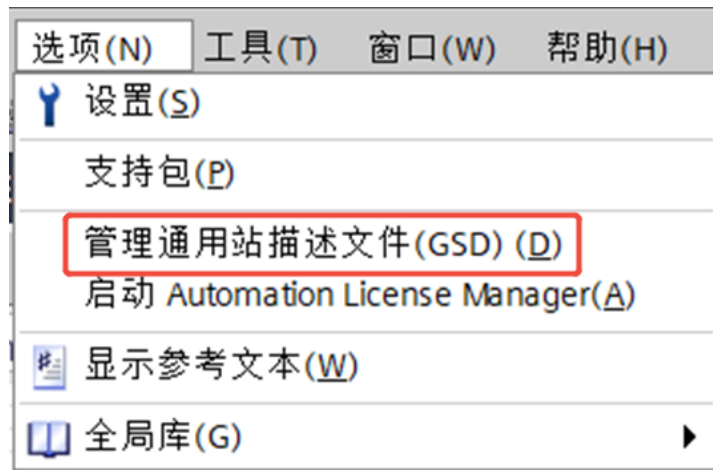 选项(N) 工具(T) 窗口(W) 帮助(H)
设置(S)
支持包(P)
管理通用站描述文件(GSD) (D)
启动 Automation License Manager(A)
显示参考文本(W)
全局库(G)